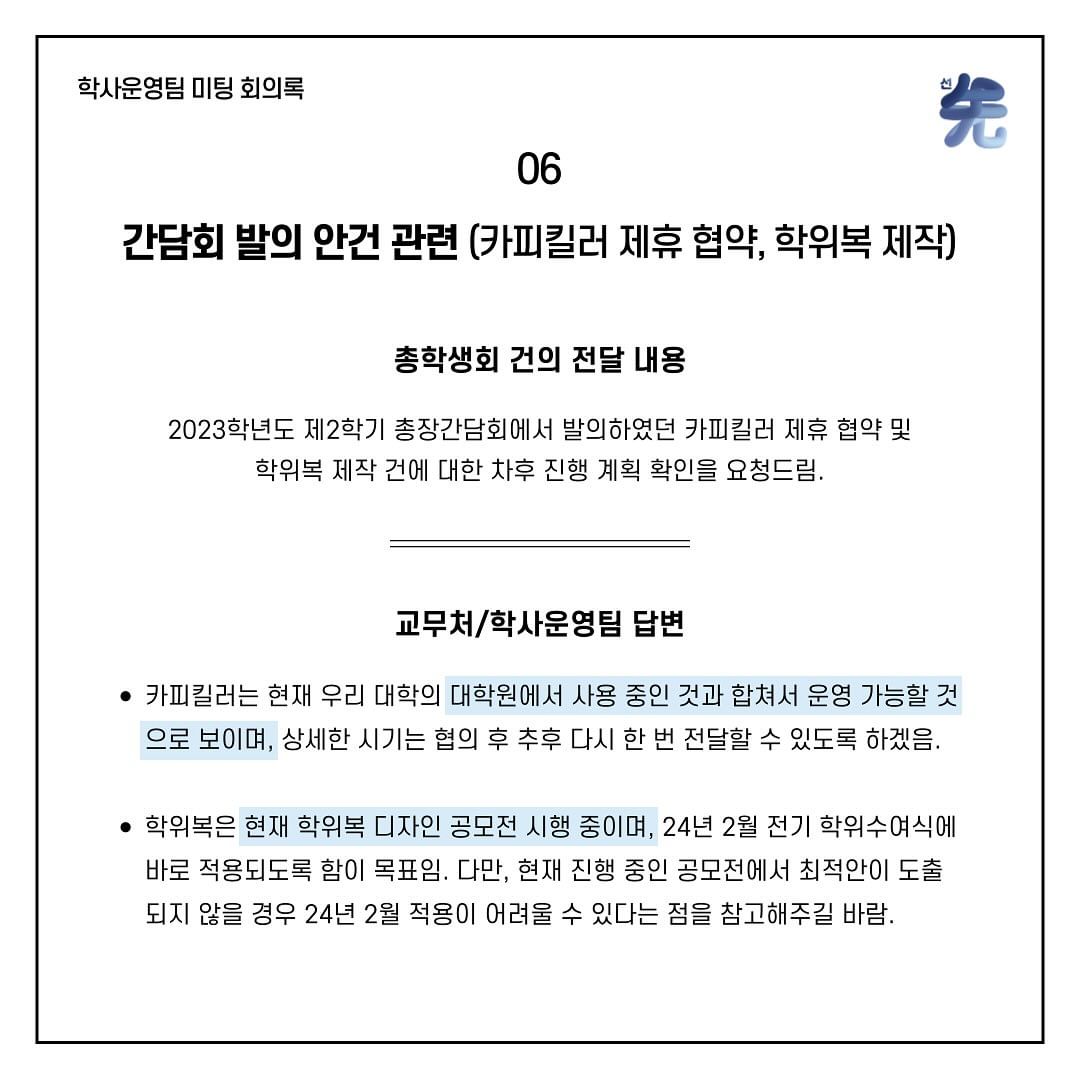 학사운영팀 미팅 회의록
선
先
06
간담회 발의 안건 관련 (카피킬러 제휴 협약, 학위복 제작)
총학생회 건의 전달 내용
2023학년도 제2학기 총장간담회에서 발의하였던 카피킬러 제휴 협약 및
학위복 제작 건에 대한 차후 진행 계획 확인을 요청드림.
교무처/학사운영팀 답변
• 카피킬러는 현재 우리 대학의 대학원에서 사용 중인 것과 합쳐서 운영 가능할 것
으로 보이며, 상세한 시기는 협의 후 추후 다시 한 번 전달할 수 있도록 하겠음.
• 학위복은 현재 학위복 디자인 공모전 시행 중이며, 24년 2월 전기 학위수여식에
바로 적용되도록 함이 목표임. 다만, 현재 진행 중인 공모전에서 최적안이 도출
되지 않을 경우 24년 2월 적용이 어려울 수 있다는 점을 참고해주길 바람.